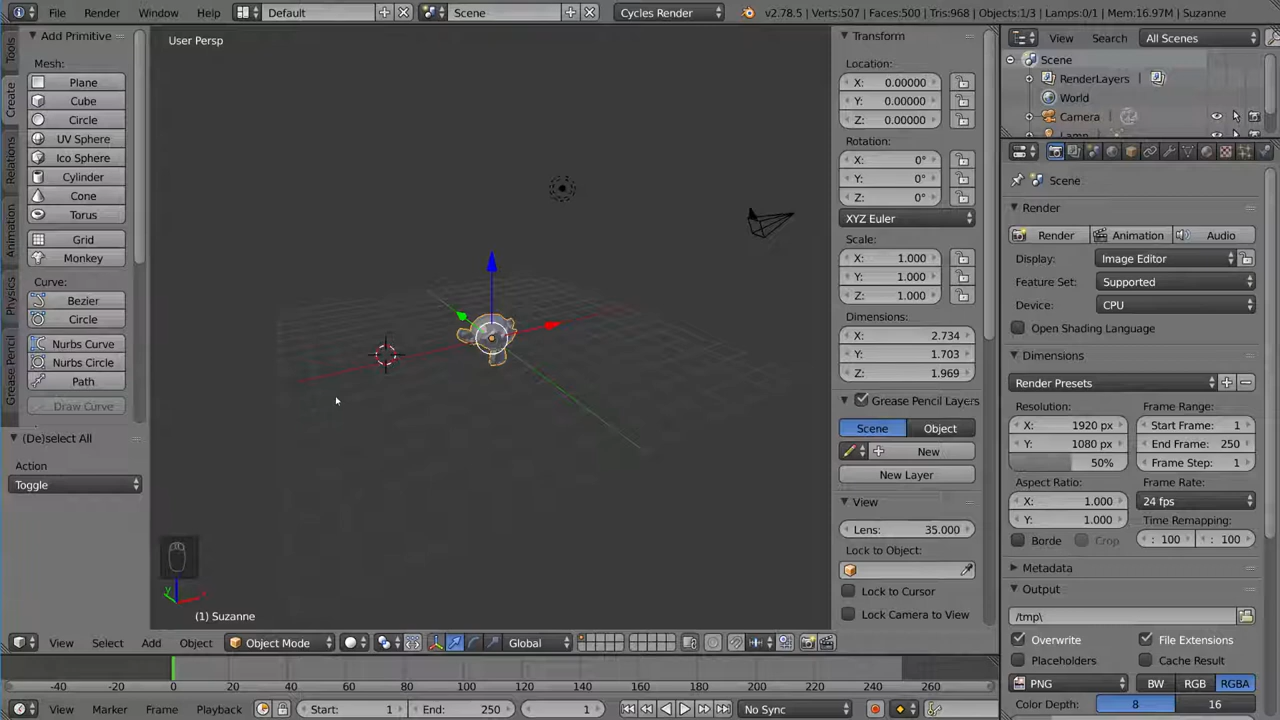 File Render Window Help Default Scene Cycles Render v2.78.5 | Verts:507 | Faces:500 | Tris:968 | Objects:1/3 | Lamps:0/1 | Mem:16.97M | Suzanne
Tools
Create
Relations
Animation
Physics
Grease Pencil
Add Primitive
Mesh:
Plane
Cube
Circle
UV Sphere
Ico Sphere
Cylinder
Cone
Torus
Grid
Monkey
Curve:
Bezier
Circle
Nurbs Curve
Nurbs Circle
Path
Draw Curve
(De)select All
Action
Toggle
User Persp
(1) Suzanne
View Select Add Object Object Mode Global
Transform
Location:
X: 0.00000
Y: 0.00000
Z: 0.00000
Rotation:
X: 0°
Y: 0°
Z: 0°
XYZ Euler
Scale:
X: 1.000
Y: 1.000
Z: 1.000
Dimensions:
X: 2.734
Y: 1.703
Z: 1.969
Grease Pencil Layers
Scene Object
New
New Layer
View
Lens: 35.000
Lock to Object:
Lock to Cursor
Lock Camera to View
View Search All Scenes
Scene
RenderLayers
World
Camera
Lamp
Scene
Render
Render Animation Audio
Display: Image Editor
Feature Set: Supported
Device: CPU
Open Shading Language
Dimensions
Render Presets
Resolution: Frame Range:
X: 1920 px Start Frame: 1
Y: 1080 px End Frame: 250
50% Frame Step: 1
Aspect Ratio: Frame Rate:
X: 1.000 24 fps
Y: 1.000 Time Remapping:
Borde Crop : 100 : 100
Metadata
Output
/tmp\
Overwrite File Extensions
Placeholders Cache Result
PNG BW RGB RGBA
Color Depth: 8 16
-40 -20 0 20 40 60 80 100 120 140 160 180 200 220 240 260
View Marker Frame Playback Start: 1 End: 250 1 No Sync